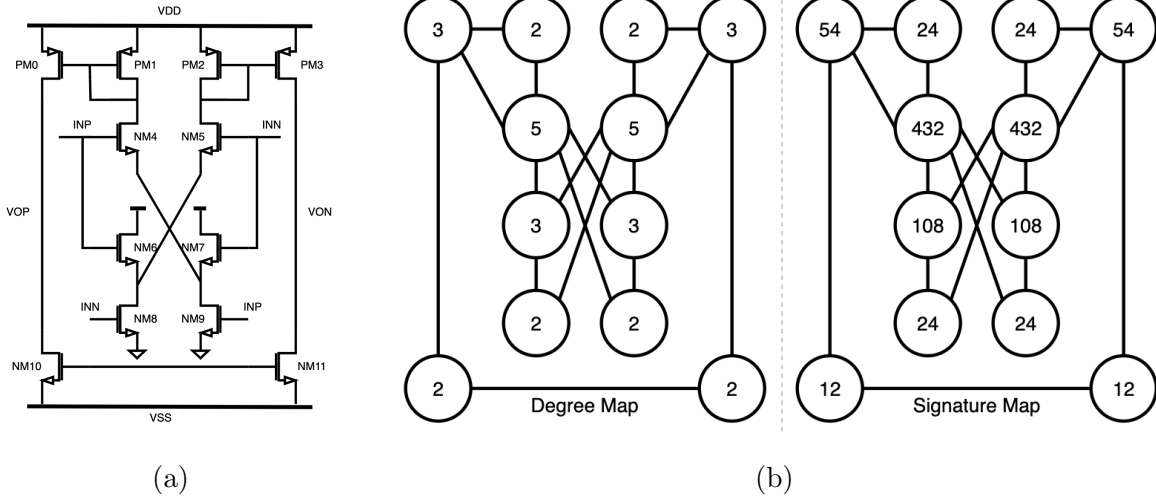 VDD
PM0
PM1
PM2
PM3
INP
NM4
NM5
INN
VOP
VON
NM6
NM7
INN
NM8
NM9
INP
NM10
NM11
VSS
(a)
3 2 2 3
5 5
3 3
2 2
2 2
Degree Map
54 24 24 54
432 432
108 108
24 24
12 12
Signature Map
(b)